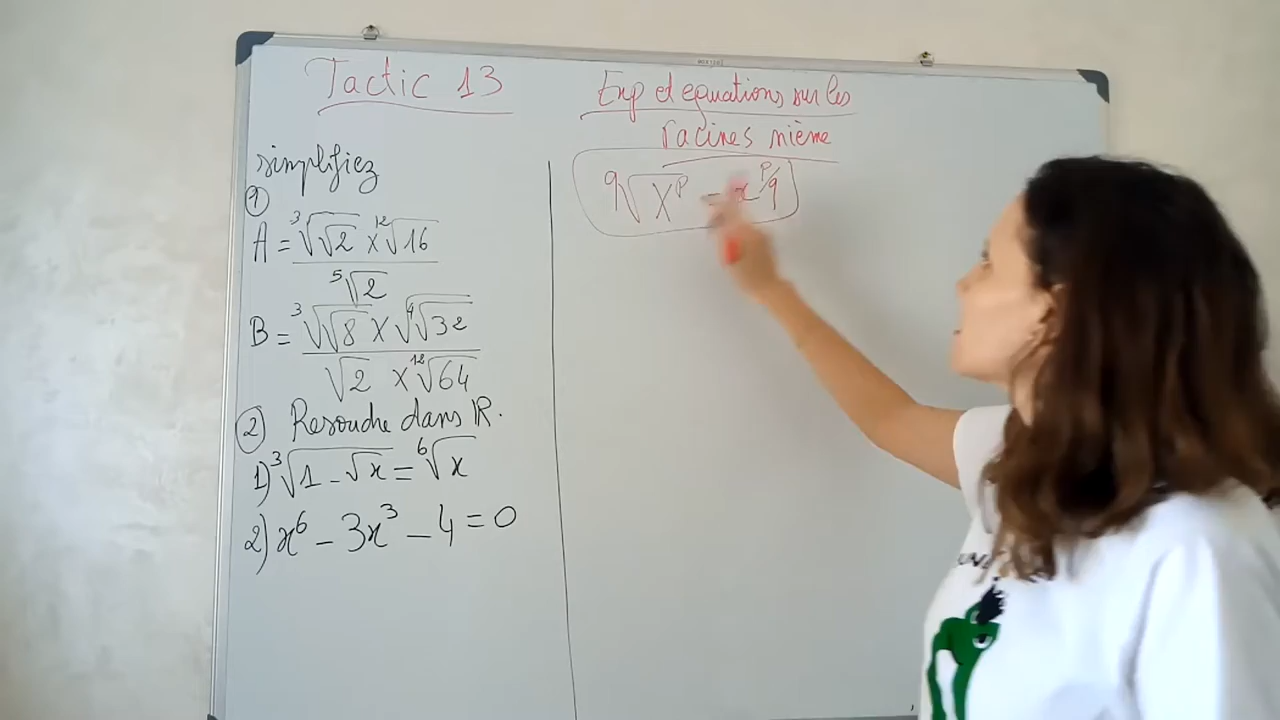 Tactic 13
simplifiez
1
A = ∛√2 × ¹²√16 / ⁵√2
B = ∛√8 × √⁴√32 / √2 × ¹²√64
2 Resoudre dans R.
1) ∛(1 - √x) = ⁶√x
2) x⁶ - 3x³ - 4 = 0
Exp et equations sur les
racines nième
q√X^p = x^p/q